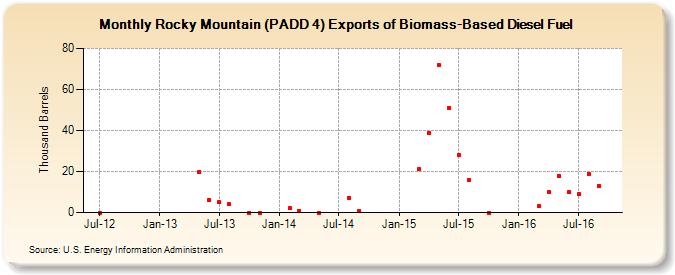 Monthly Rocky Mountain (PADD 4) Exports of Biomass-Based Diesel Fuel
Thousand Barrels
80
60
40
20
0
Jul-12 Jan-13 Jul-13 Jan-14 Jul-14 Jan-15 Jul-15 Jan-16 Jul-16
Source: U.S. Energy Information Administration